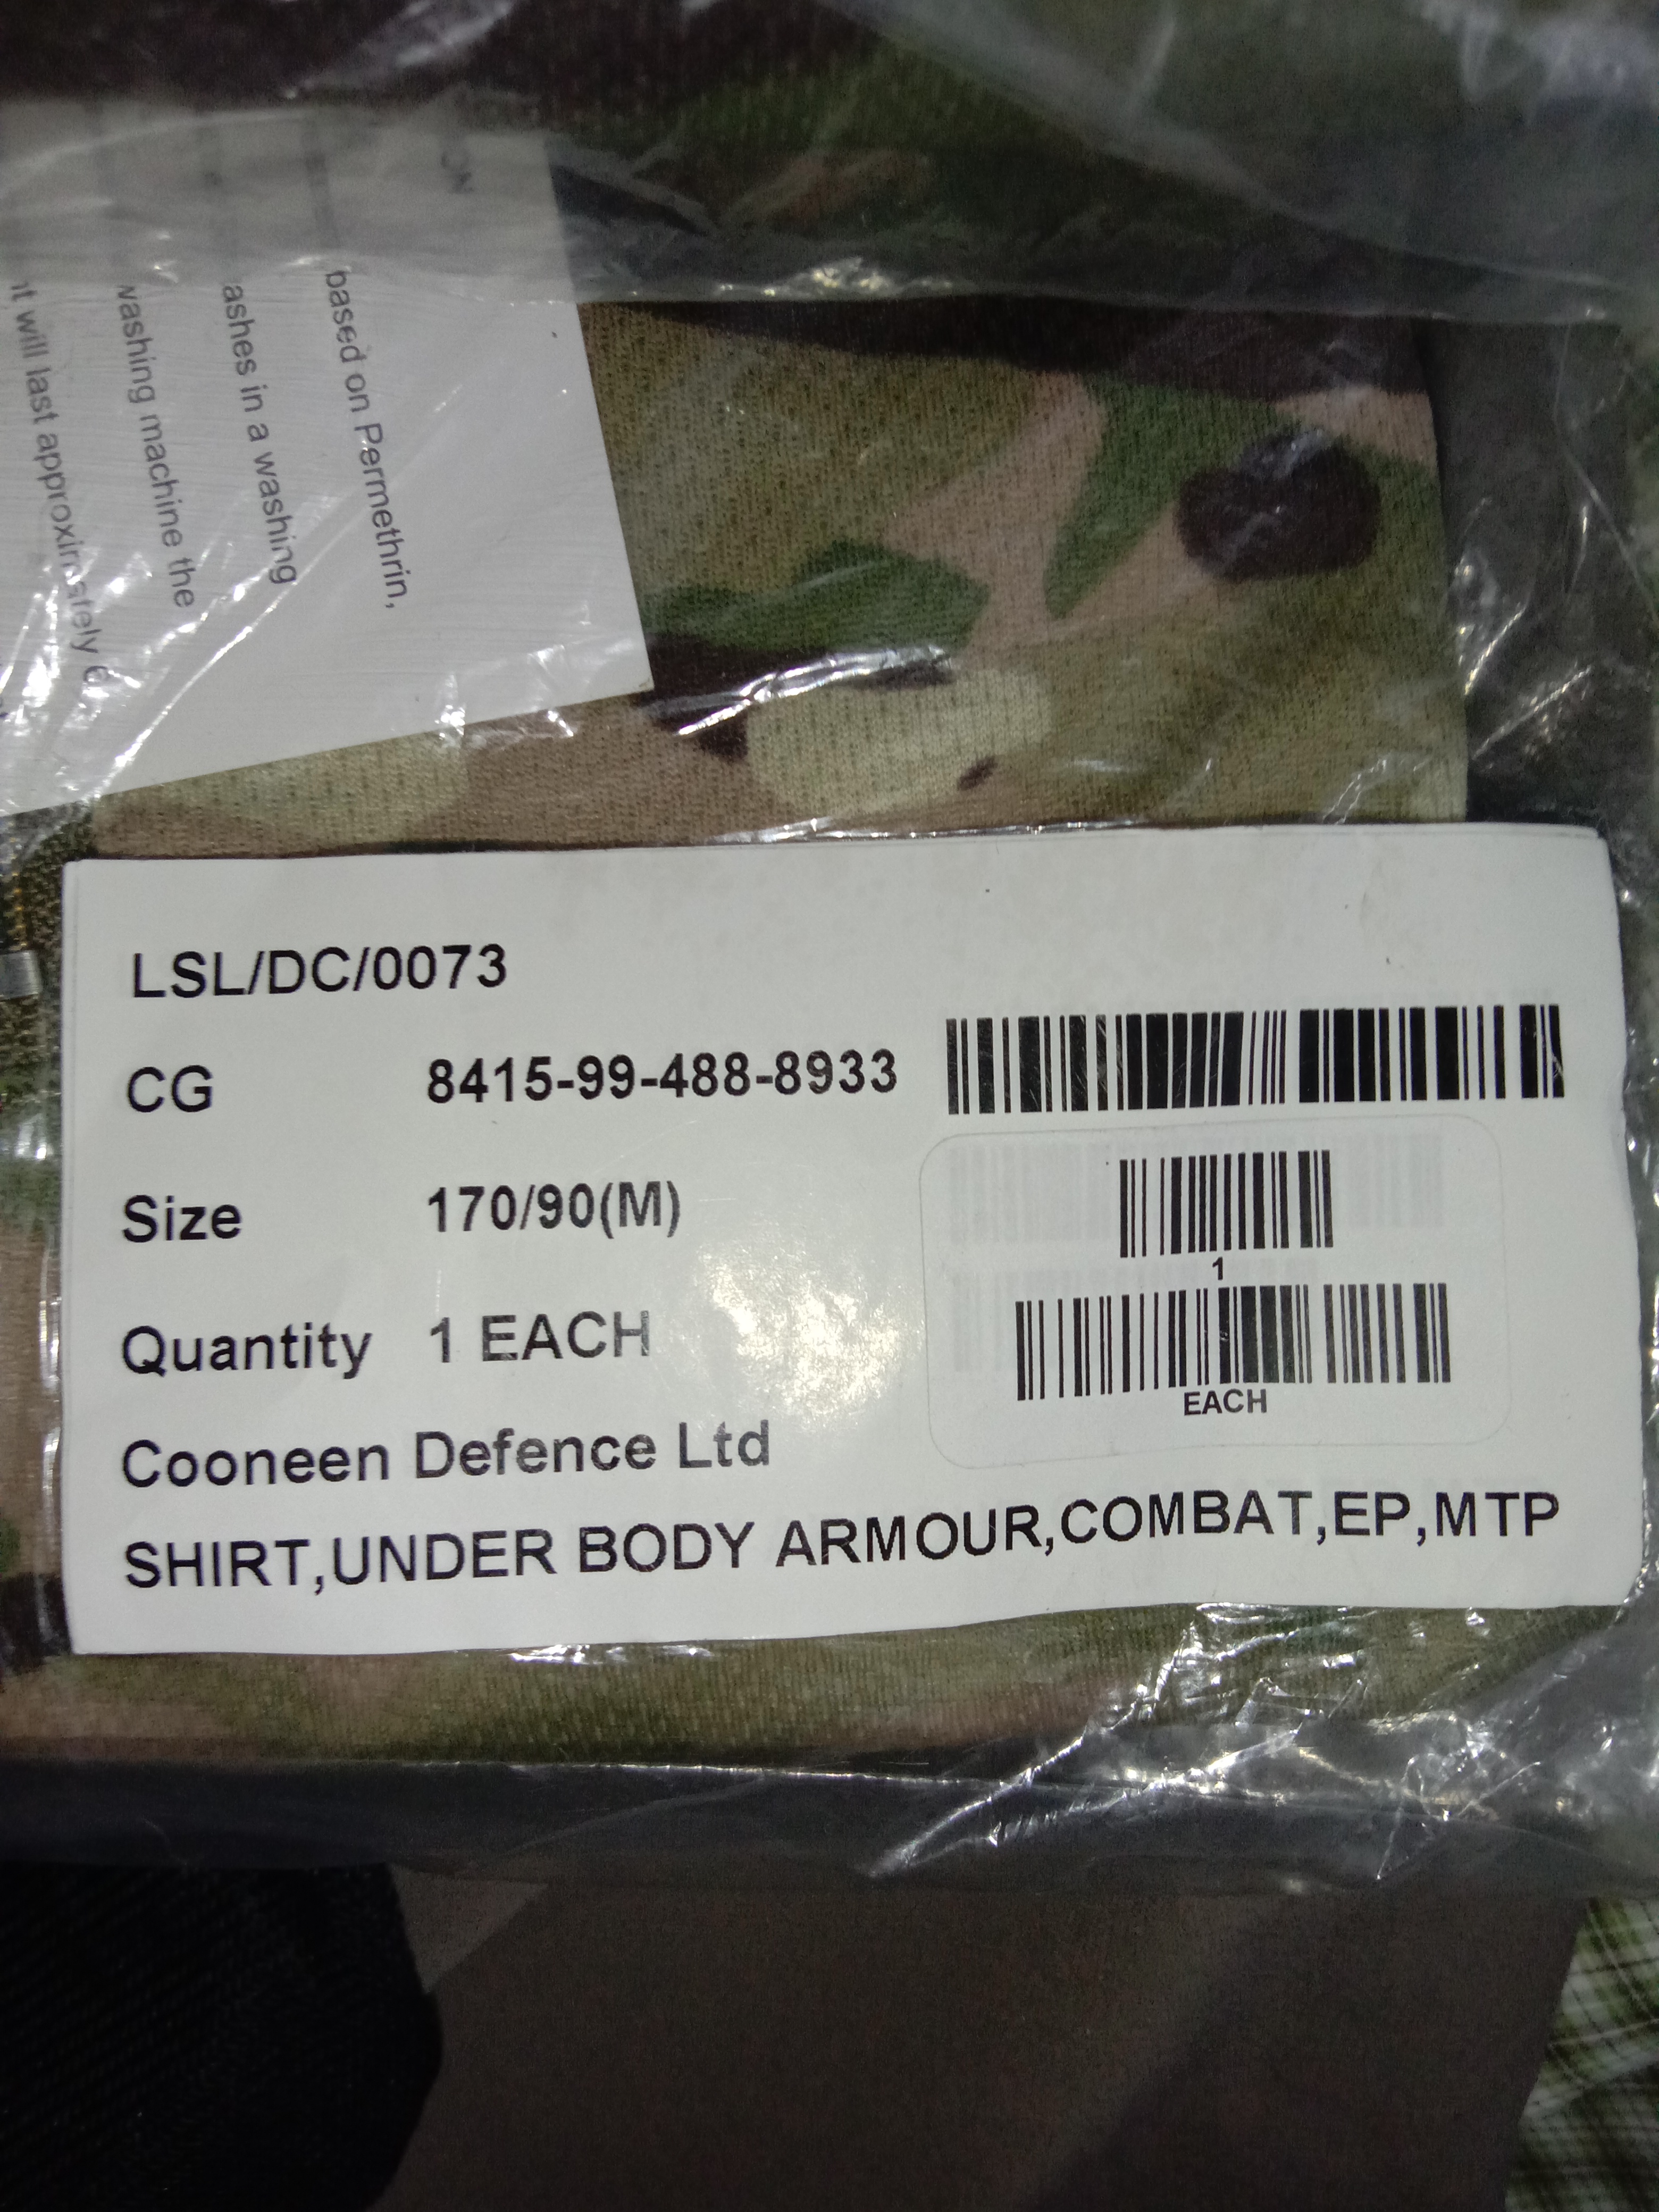 based on Permethrin,
ashes in a washing
washing machine the
will last approximately 6
LSL/DC/0073
CG 8415-99-488-8933
Size 170/90(M)
1
Quantity 1 EACH
EACH
Cooneen Defence Ltd
SHIRT,UNDER BODY ARMOUR,COMBAT,EP,MTP